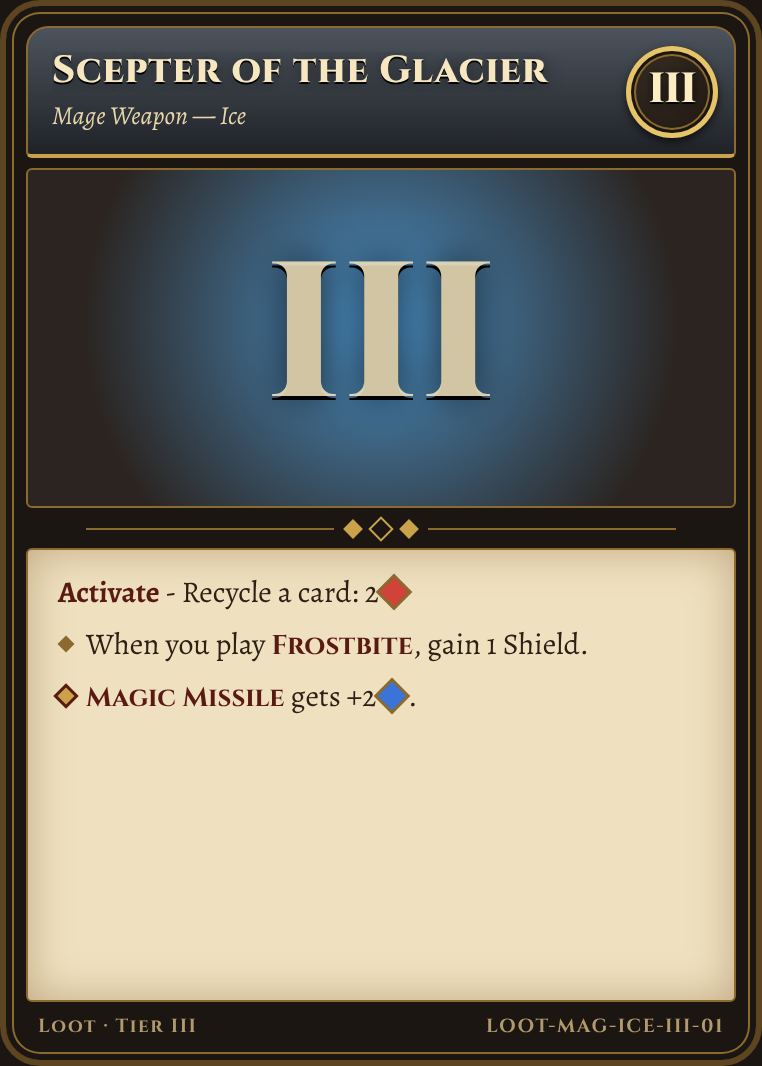 Scepter of the Glacier
Mage Weapon — Ice
III
III
Activate - Recycle a card: 2
When you play Frostbite, gain 1 Shield.
Magic Missile gets +2.
Loot · Tier III
LOOT-MAG-ICE-III-01